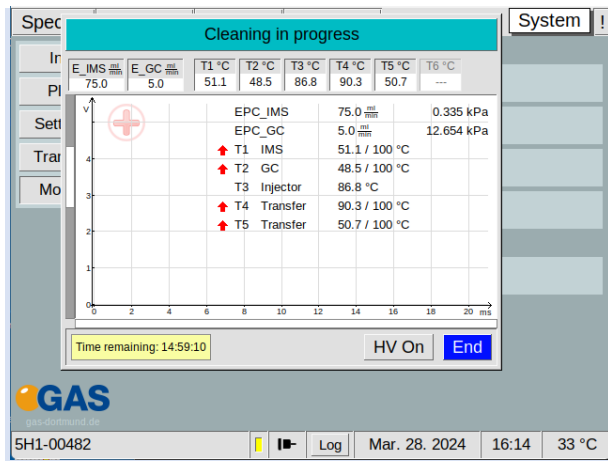 Spec
System
!
Cleaning in progress
In
Pl
Sett
Tran
Mo
E_IMS ml/min
E_GC ml/min
T1 °C
T2 °C
T3 °C
T4 °C
T5 °C
T6 °C
75.0
5.0
51.1
48.5
86.8
90.3
50.7
---
V
EPC_IMS 75.0 ml/min 0.335 kPa
EPC_GC 5.0 ml/min 12.654 kPa
T1 IMS 51.1 / 100 °C
T2 GC 48.5 / 100 °C
T3 Injector 86.8 °C
T4 Transfer 90.3 / 100 °C
T5 Transfer 50.7 / 100 °C
4
3
2
1
0
0 2 4 6 8 10 12 14 16 18 20 ms
Time remaining: 14:59:10
HV On
End
GAS
gas-dortmund.de
5H1-00482
Log
Mar. 28. 2024
16:14
33 °C